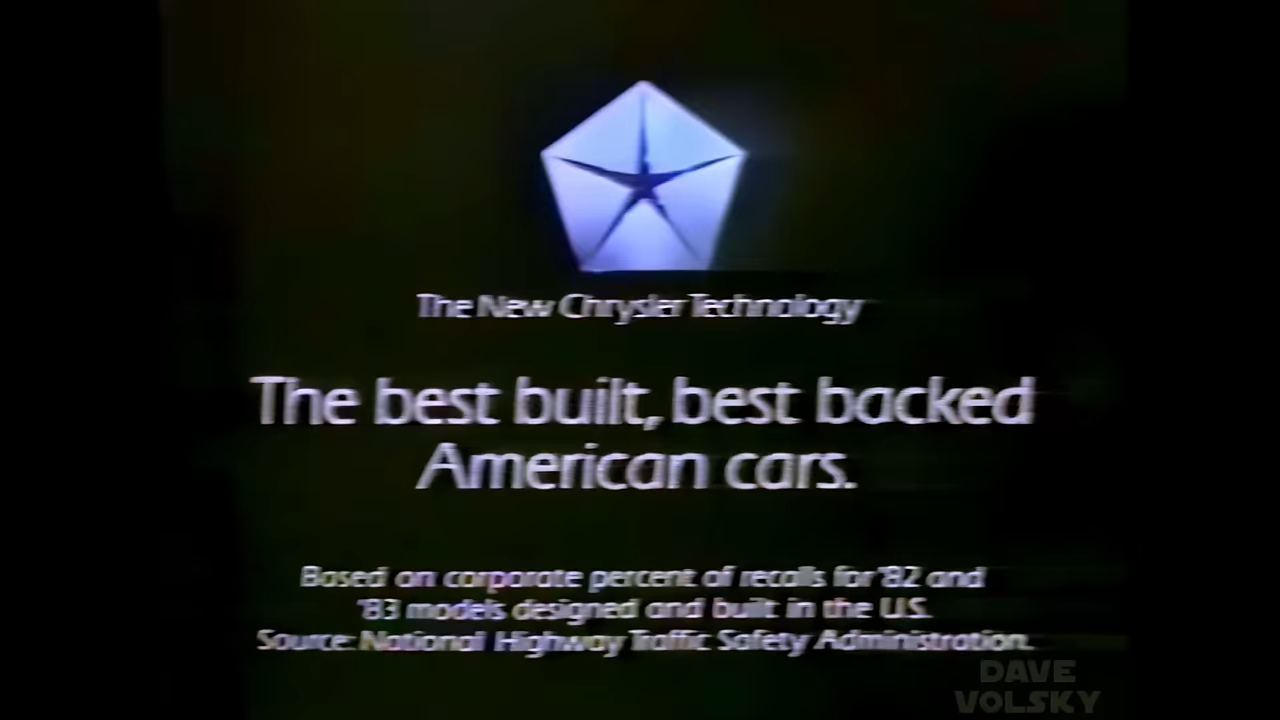 The New Chrysler Technology
The best built, best backed
American cars.
Based on corporate percent of recalls for '82 and
'83 models designed and built in the U.S.
Source: National Highway Traffic Safety Administration.
DAVE
VOLSKY